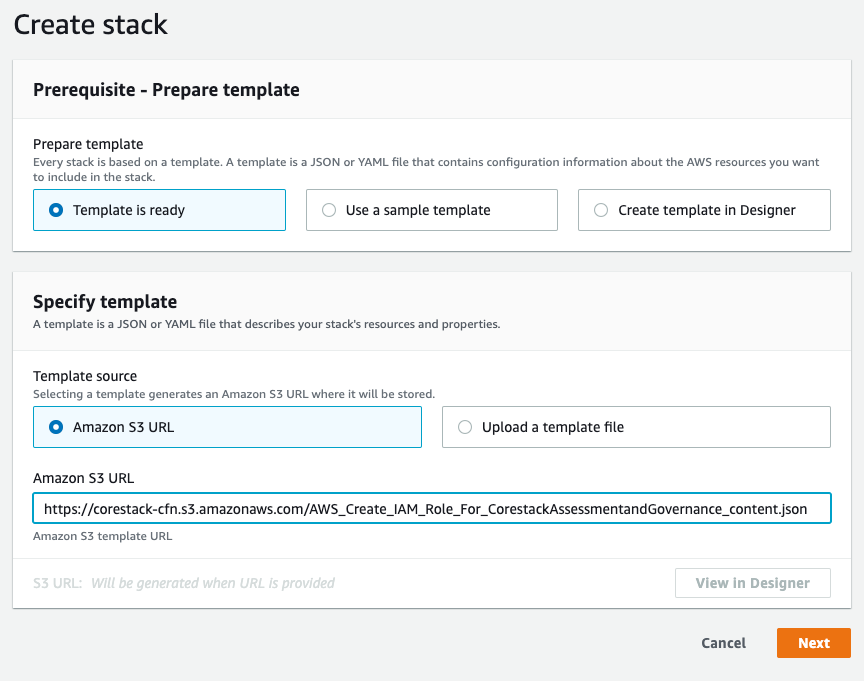 Create stack
Prerequisite - Prepare template
Prepare template
Every stack is based on a template. A template is a JSON or YAML file that contains configuration information about the AWS resources you want
to include in the stack.
Template is ready
Use a sample template
Create template in Designer
Specify template
A template is a JSON or YAML file that describes your stack's resources and properties.
Template source
Selecting a template generates an Amazon S3 URL where it will be stored.
Amazon S3 URL
Upload a template file
Amazon S3 URL
https://corestack-cfn.s3.amazonaws.com/AWS_Create_IAM_Role_For_CorestackAssessmentandGovernance_content.json
Amazon S3 template URL
S3 URL: Will be generated when URL is provided
View in Designer
Cancel
Next